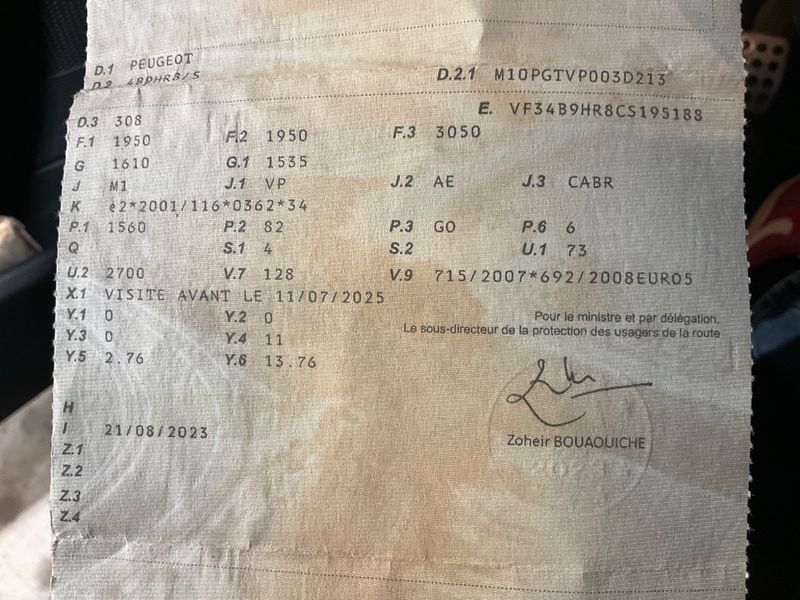 D.1 PEUGEOT
D.2 4BPHR8/S D.2.1 M10PGTVP003D213
D.3 308 E. VF34B9HR8CS195188
F.1 1950 F.2 1950 F.3 3050
G 1610 G.1 1535
J M1 J.1 VP J.2 AE J.3 CABR
K e2*2001/116*0362*34
P.1 1560 P.2 82 P.3 GO P.6 6
Q S.1 4 S.2 U.1 73
U.2 2700 V.7 128 V.9 715/2007*692/2008EURO5
X.1 VISITE AVANT LE 11/07/2025
Y.1 0 Y.2 0
Y.3 0 Y.4 11
Y.5 2.76 Y.6 13.76
Pour le ministre et par délégation,
Le sous-directeur de la protection des usagers de la route
Zoheir BOUAOUICHE
H
I 21/08/2023
Z.1
Z.2
Z.3
Z.4